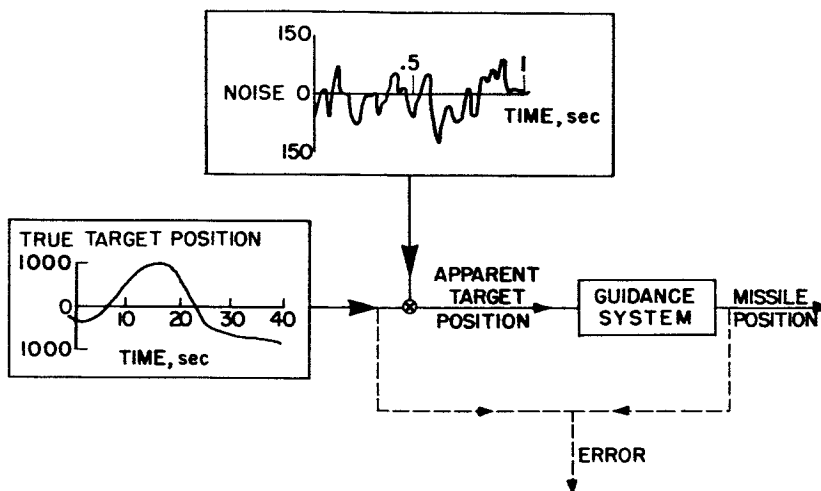 150
.5
1
NOISE 0
TIME, sec
150
TRUE TARGET POSITION
1000
0
10
20
30
40
1000
TIME, sec
APPARENT
TARGET
POSITION
GUIDANCE
SYSTEM
MISSILE
POSITION
ERROR